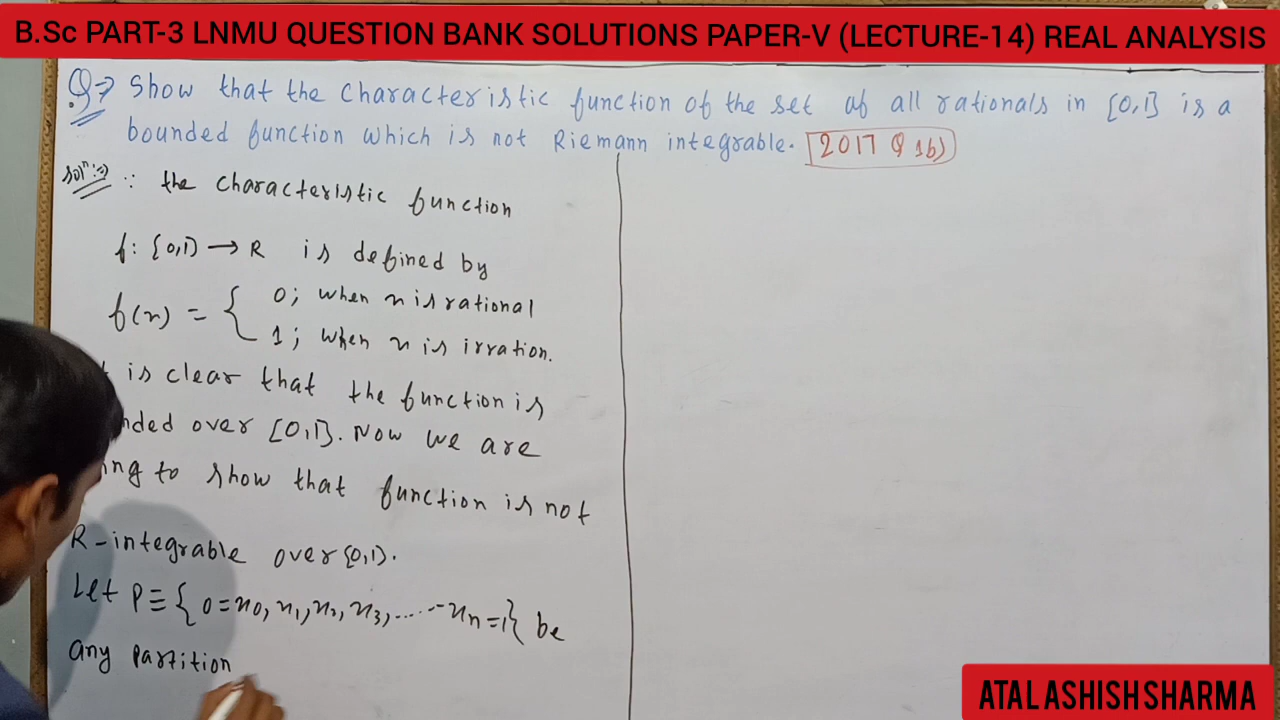 B.Sc PART-3 LNMU QUESTION BANK SOLUTIONS PAPER-V (LECTURE-14) REAL ANALYSIS
Q→ Show that the characteristic function of the set of all rationals in [0,1] is a
bounded function which is not Riemann integrable. [2017 Q 1b)]
Solⁿ:→ ∵ the characteristic function
f: [0,1] → R is defined by
f(x) = { 0; when x is rational
1; when x is irration.
is clear that the function is
nded over [0,1]. Now we are
ing to show that function is not
R-integrable over [0,1].
Let P ≡ { 0 = x0, x1, x2, x3, ...... xn = 1} be
any partition
ATAL ASHISH SHARMA